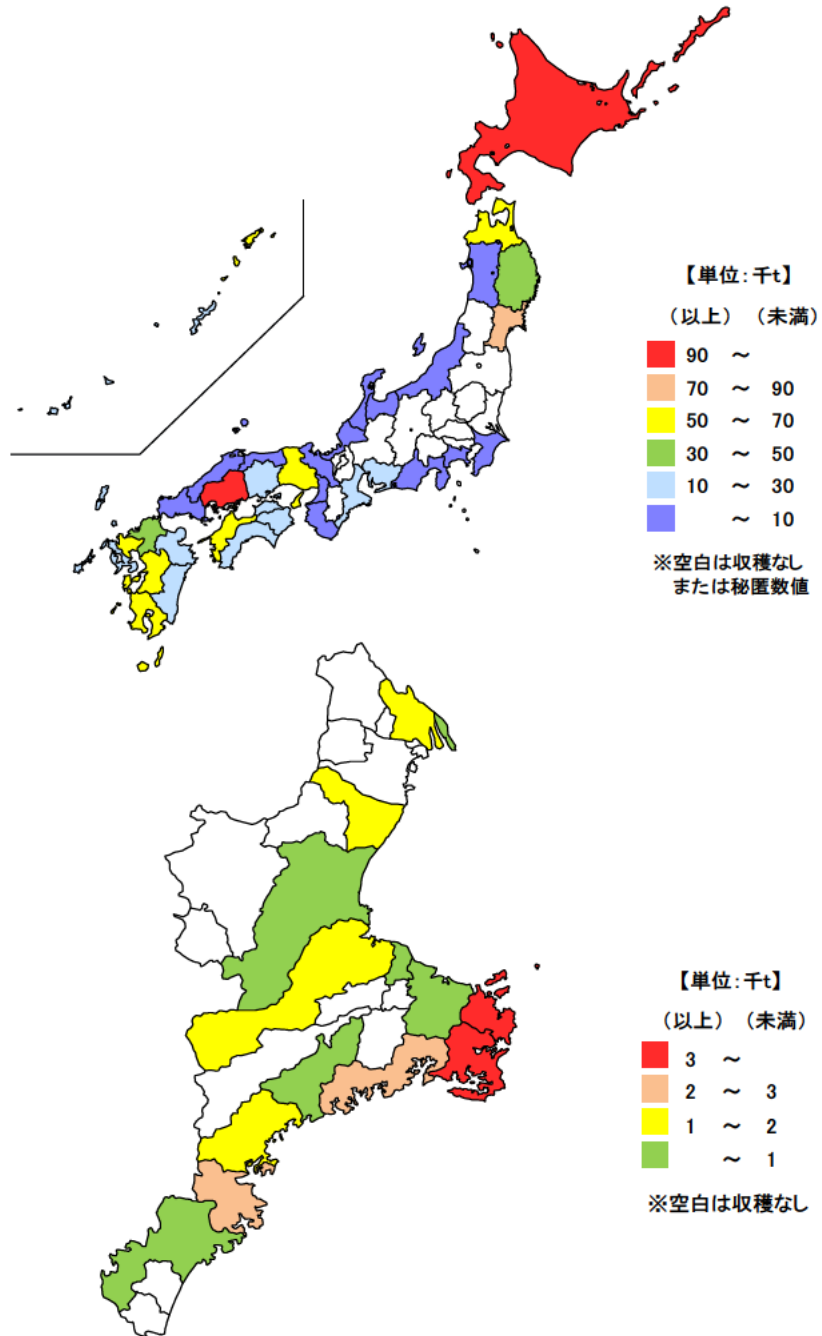 【単位:千t】
(以上) (未満)
90 ～
70 ～ 90
50 ～ 70
30 ～ 50
10 ～ 30
～ 10
※空白は収穫なし
または秘匿数値
【単位:千t】
(以上) (未満)
3 ～
2 ～ 3
1 ～ 2
～ 1
※空白は収穫なし